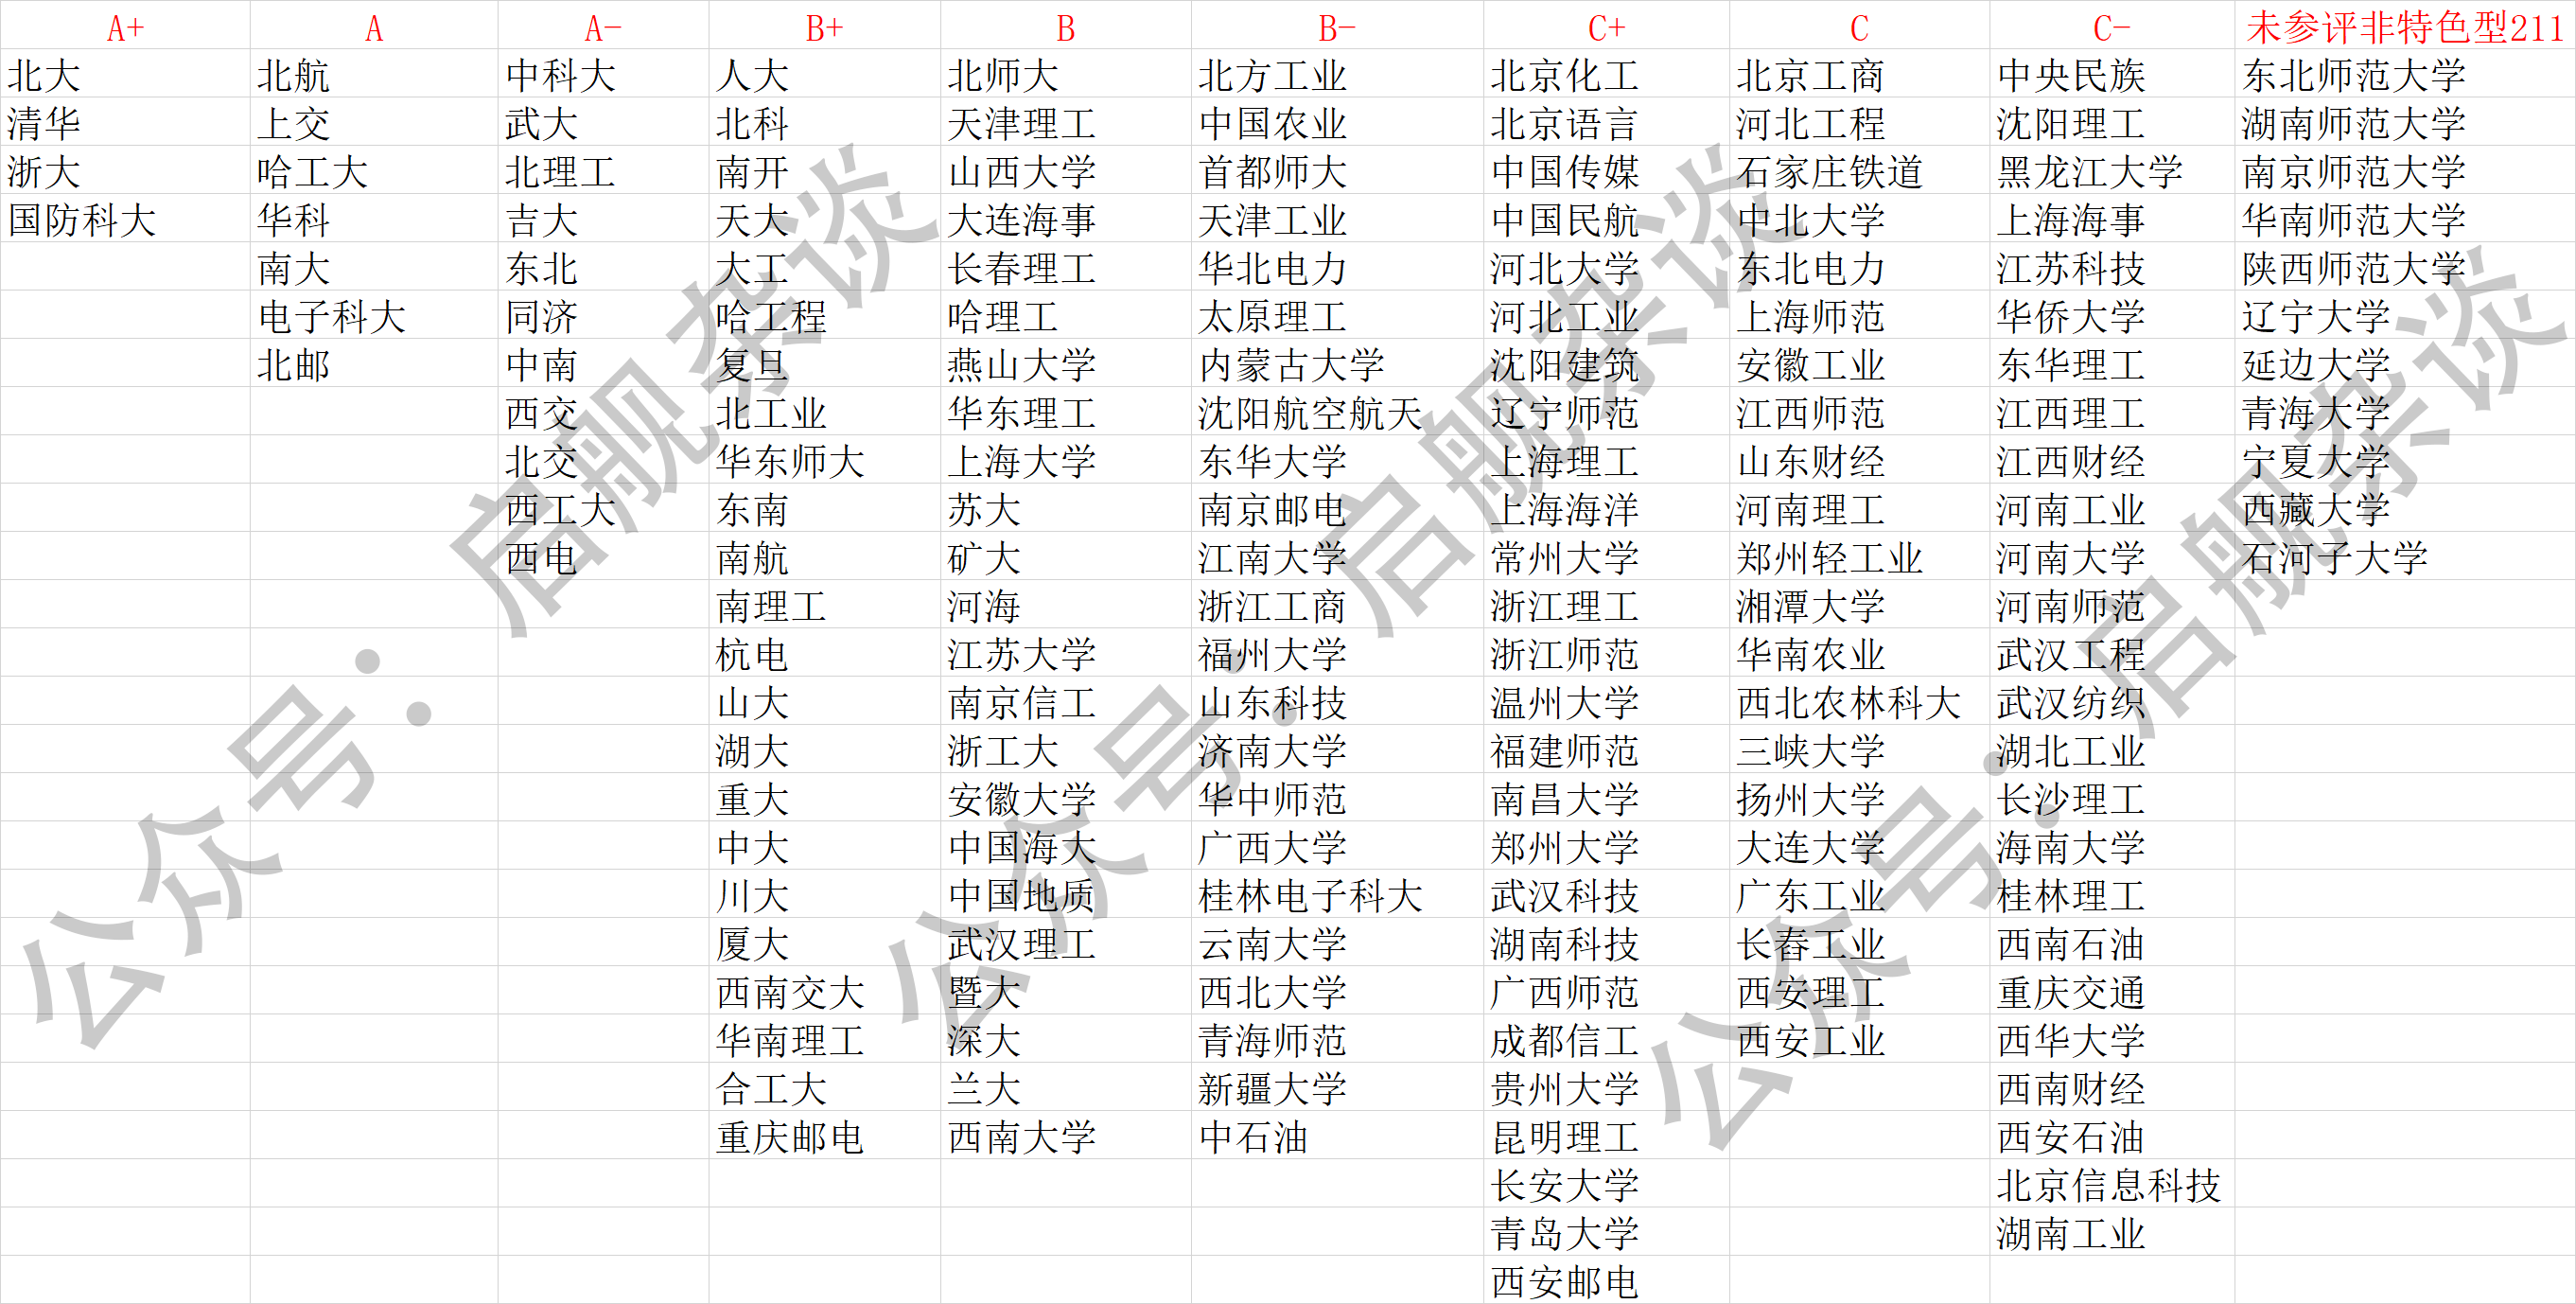 A+ A A- B+ B B- C+ C C- 未参评非特色型211
北大 北航 中科大 人大 北师大 北方工业 北京化工 北京工商 中央民族 东北师范大学
清华 上交 武大 北科 天津理工 中国农业 北京语言 河北工程 沈阳理工 湖南师范大学
浙大 哈工大 北理工 南开 山西大学 首都师大 中国传媒 石家庄铁道 黑龙江大学 南京师范大学
国防科大 华科 吉大 天大 大连海事 天津工业 中国民航 中北大学 上海海事 华南师范大学
南大 东北 大工 长春理工 华北电力 河北大学 东北电力 江苏科技 陕西师范大学
电子科大 同济 哈工程 哈理工 太原理工 河北工业 上海师范 华侨大学 辽宁大学
北邮 中南 复旦 燕山大学 内蒙古大学 沈阳建筑 安徽工业 东华理工 延边大学
西交 北工业 华东理工 沈阳航空航天 辽宁师范 江西师范 江西理工 青海大学
北交 华东师大 上海大学 东华大学 上海理工 山东财经 江西财经 宁夏大学
西工大 东南 苏大 南京邮电 上海海洋 河南理工 河南工业 西藏大学
西电 南航 矿大 江南大学 常州大学 郑州轻工业 河南大学 石河子大学
南理工 河海 浙江工商 浙江理工 湘潭大学 河南师范
杭电 江苏大学 福州大学 浙江师范 华南农业 武汉工程
山大 南京信工 山东科技 温州大学 西北农林科大 武汉纺织
湖大 浙工大 济南大学 福建师范 三峡大学 湖北工业
重大 安徽大学 华中师范 南昌大学 扬州大学 长沙理工
中大 中国海大 广西大学 郑州大学 大连大学 海南大学
川大 中国地质 桂林电子科大 武汉科技 广东工业 桂林理工
厦大 武汉理工 云南大学 湖南科技 长春工业 西南石油
西南交大 暨大 西北大学 广西师范 西安理工 重庆交通
华南理工 深大 青海师范 成都信工 西安工业 西华大学
合工大 兰大 新疆大学 贵州大学 西南财经
重庆邮电 西南大学 中石油 昆明理工 西安石油
长安大学 北京信息科技
青岛大学 湖南工业
西安邮电
公众号：启舰杂谈
公众号：启舰杂谈
公众号：启舰杂谈